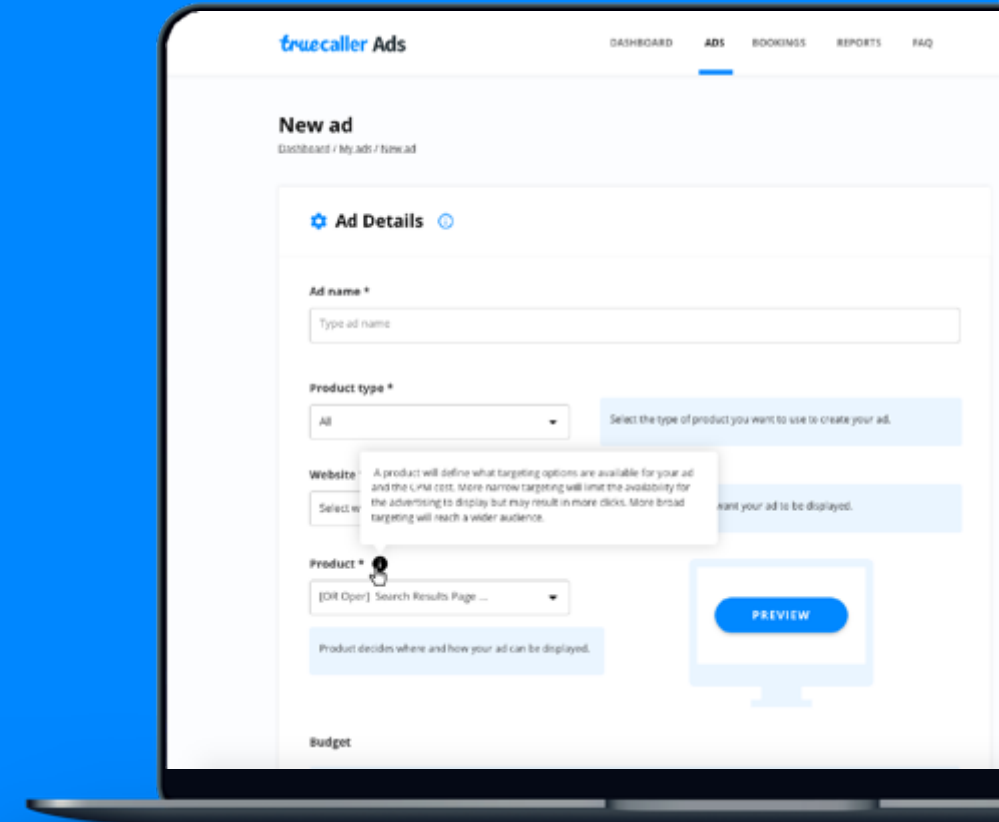 truecaller Ads
DASHBOARD ADS BOOKINGS REPORTS FAQ
New ad
Dashboard / My ads / New ad
Ad Details
Ad name *
Type ad name
Product type *
All
Select the type of product you want to use to create your ad.
Website
A product will define what targeting options are available for your ad
and the CPM cost. More narrow targeting will limit the availability for
the advertising to display but may result in more clicks. More broad
targeting will reach a wider audience.
Select w
want your ad to be displayed.
Product *
Search Results Page ...
PREVIEW
Product decides where and how your ad can be displayed.
Budget